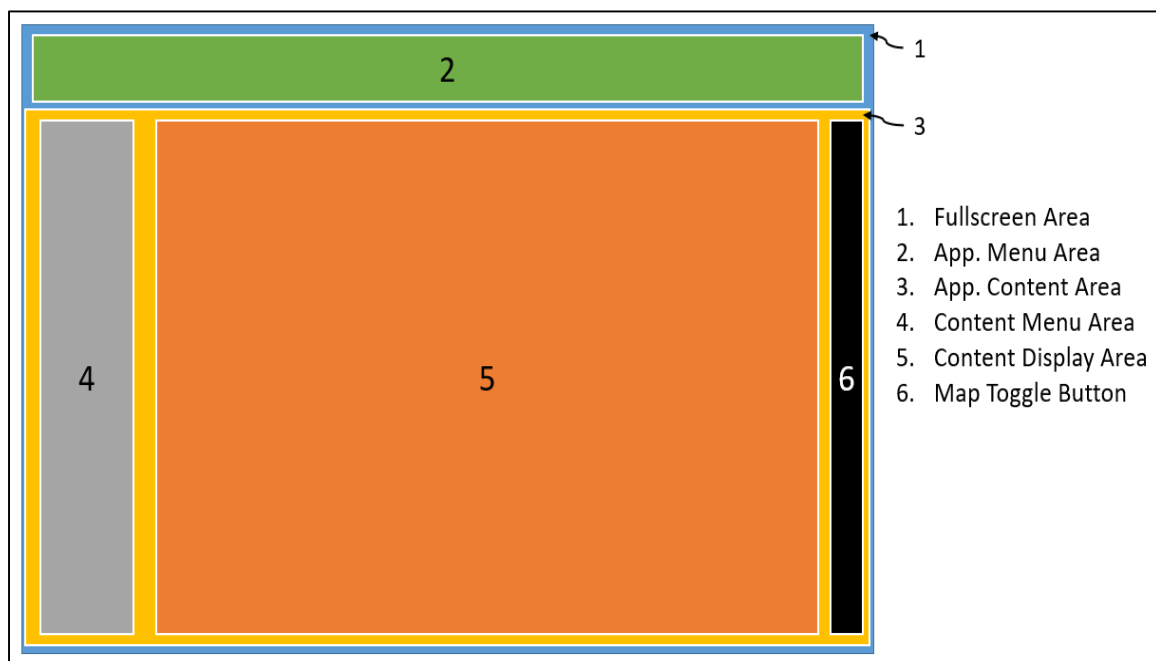 1
2
3
1. Fullscreen Area
2. App. Menu Area
3. App. Content Area
4. Content Menu Area
5. Content Display Area
6. Map Toggle Button
4
5
6